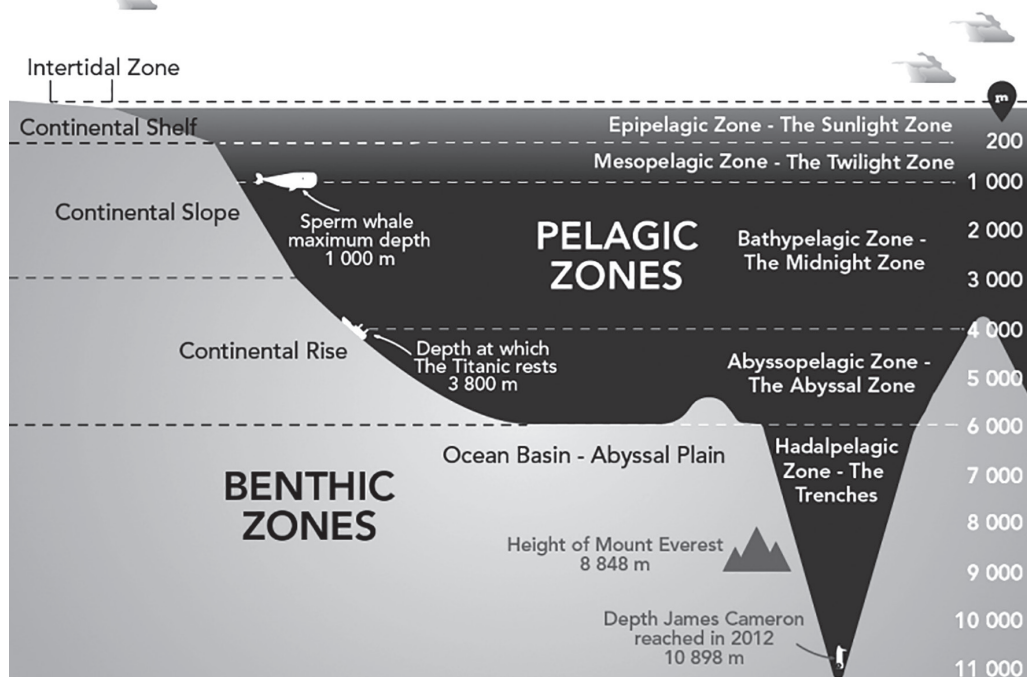 Intertidal Zone
m
Continental Shelf
Epipelagic Zone - The Sunlight Zone
200
Mesopelagic Zone - The Twilight Zone
1 000
Continental Slope
Sperm whale
maximum depth
1 000 m
PELAGIC
ZONES
Bathypelagic Zone -
The Midnight Zone
2 000
3 000
4 000
Continental Rise
Depth at which
The Titanic rests
3 800 m
Abyssopelagic Zone -
The Abyssal Zone
5 000
6 000
Ocean Basin - Abyssal Plain
Hadalpelagic
Zone - The
Trenches
7 000
BENTHIC
ZONES
8 000
Height of Mount Everest
8 848 m
9 000
Depth James Cameron
reached in 2012
10 898 m
10 000
11 000